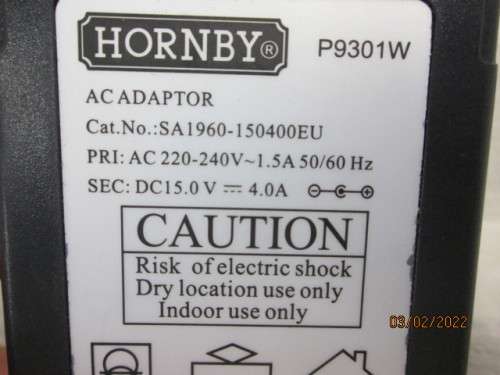 HORNBY®
P9301W
AC ADAPTOR
Cat.No.:SA1960-150400EU
PRI: AC 220-240V~1.5A 50/60 Hz
SEC: DC15.0 V ⎓ 4.0A
CAUTION
Risk of electric shock
Dry location use only
Indoor use only
03/02/2022